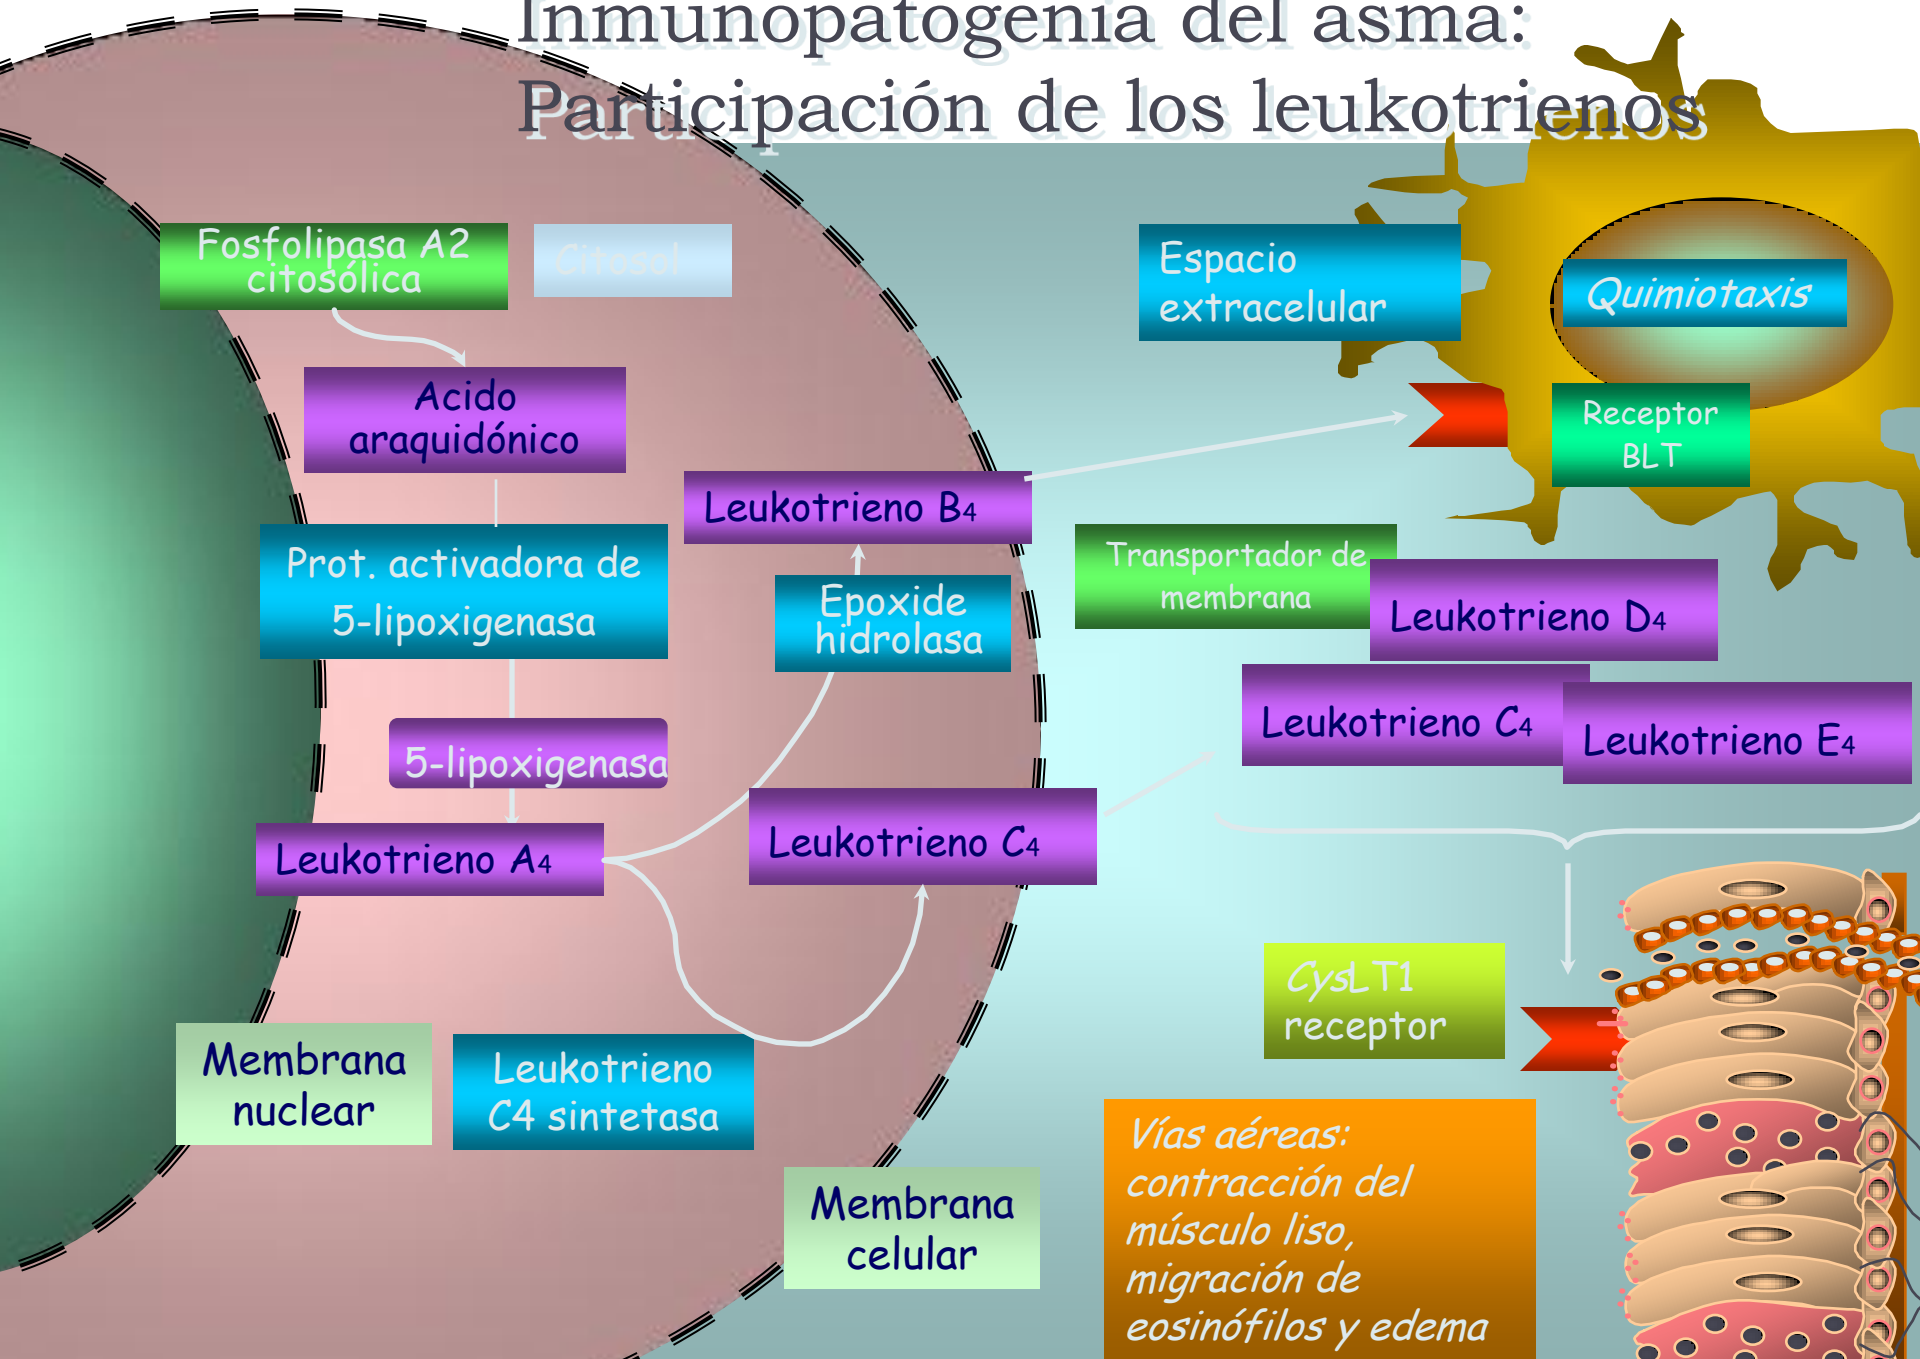 Inmunopatogenia del asma:
Participación de los leukotrienos
Fosfolipasa A2
citosólica
Citosol
Espacio
extracelular
Quimiotaxis
Acido
araquidónico
Receptor
BLT
Leukotrieno B4
Prot. activadora de
5-lipoxigenasa
Transportador de
membrana
Epoxide
hidrolasa
Leukotrieno D4
Leukotrieno C4
Leukotrieno E4
5-lipoxigenasa
Leukotrieno A4
Leukotrieno C4
CysLT1
receptor
Membrana
nuclear
Leukotrieno
C4 sintetasa
Membrana
celular
Vías aéreas:
contracción del
músculo liso,
migración de
eosinófilos y edema